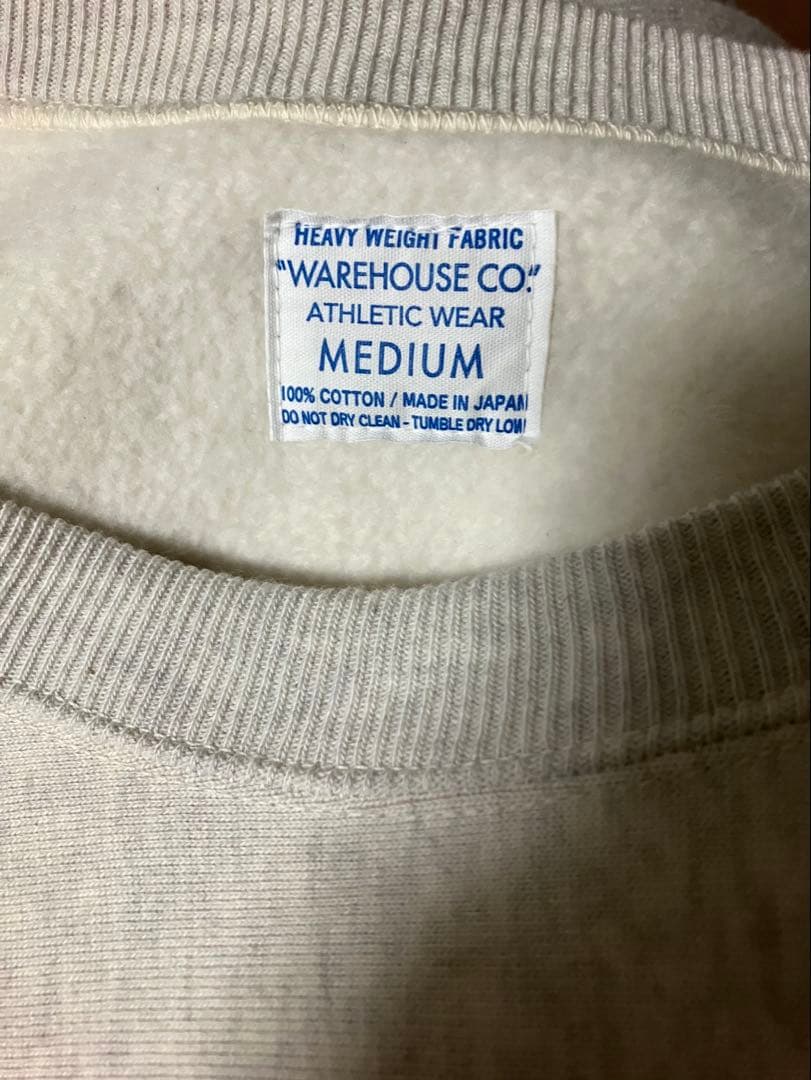 HEAVY WEIGHT FABRIC
"WAREHOUSE CO."
ATHLETIC WEAR
MEDIUM
100% COTTON / MADE IN JAPAN
DO NOT DRY CLEAN - TUMBLE DRY LOW